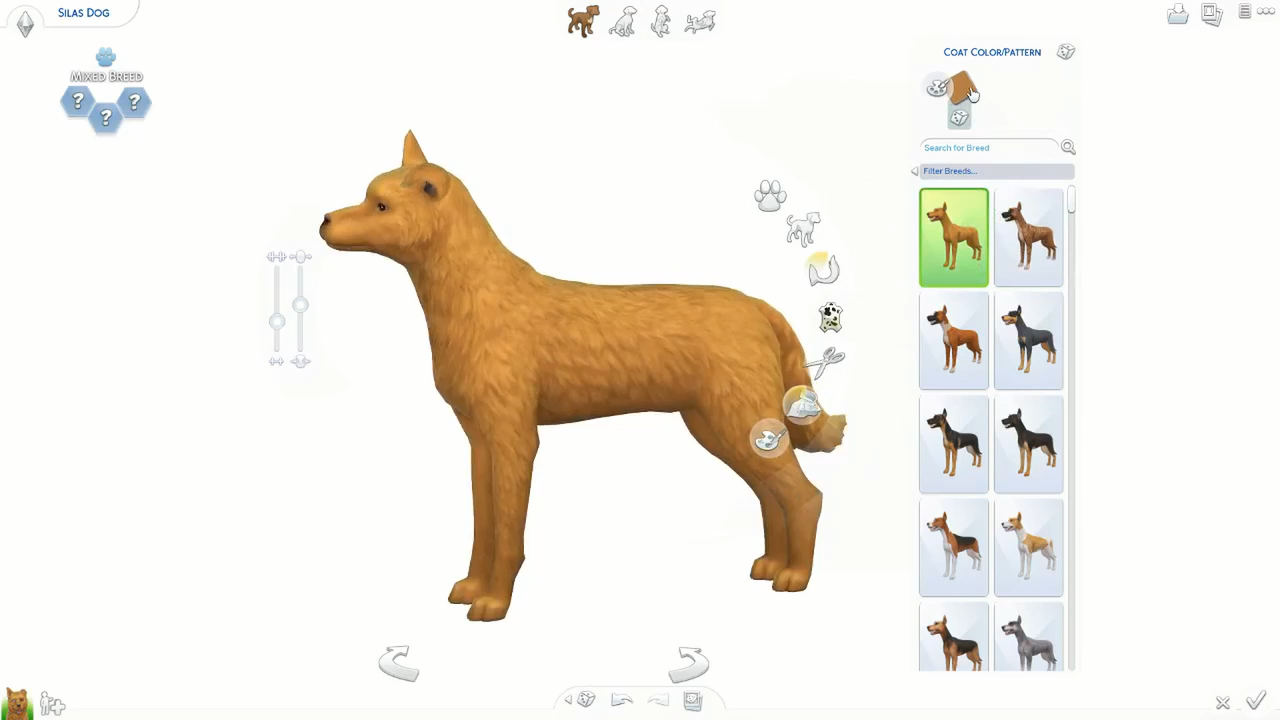 Silas Dog
Mixed Breed
? ? ?
Coat Color/Pattern
Search for Breed
Filter Breeds...